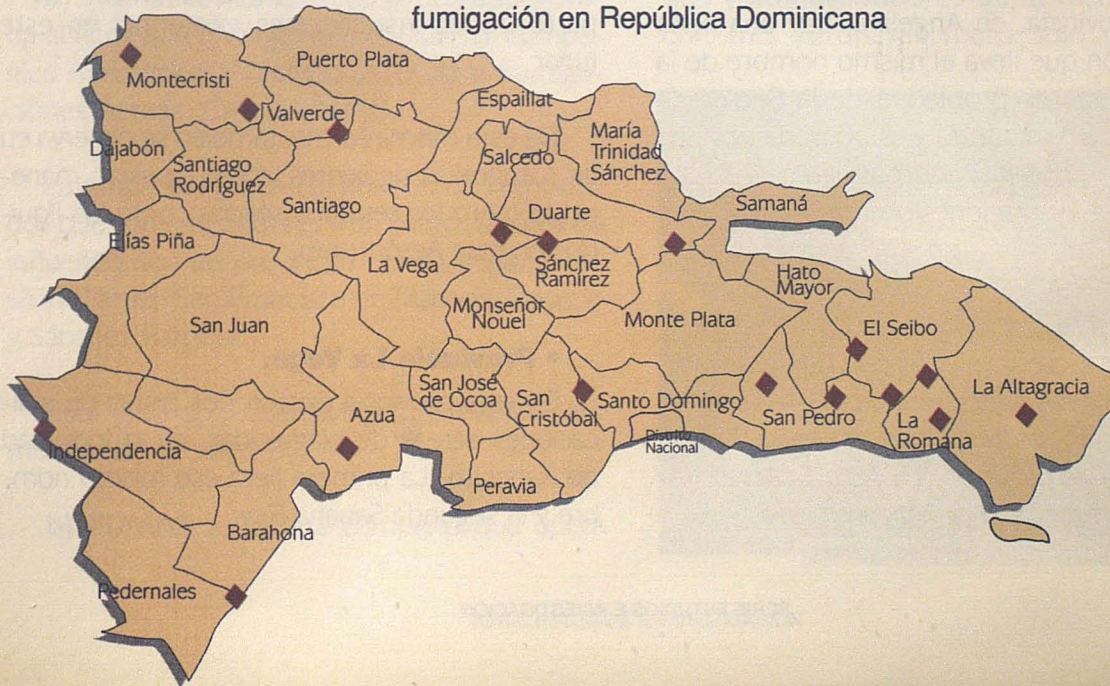 fumigación en República Dominicana
Puerto Plata
Montecristi
Espaillat
Valverde
María
Trinidad
Sánchez
Dajabón
Santiago
Rodríguez
Salcedo
Santiago
Samaná
Duarte
Elías Piña
La Vega
Sánchez
Ramírez
Hato
Mayor
Monseñor
Nouel
San Juan
Monte Plata
El Seibo
San José
de Ocoa
San
Cristóbal
Santo Domingo
La Altagracia
Azua
San Pedro
La
Romana
Distrito
Nacional
Independencia
Peravia
Barahona
Pedernales